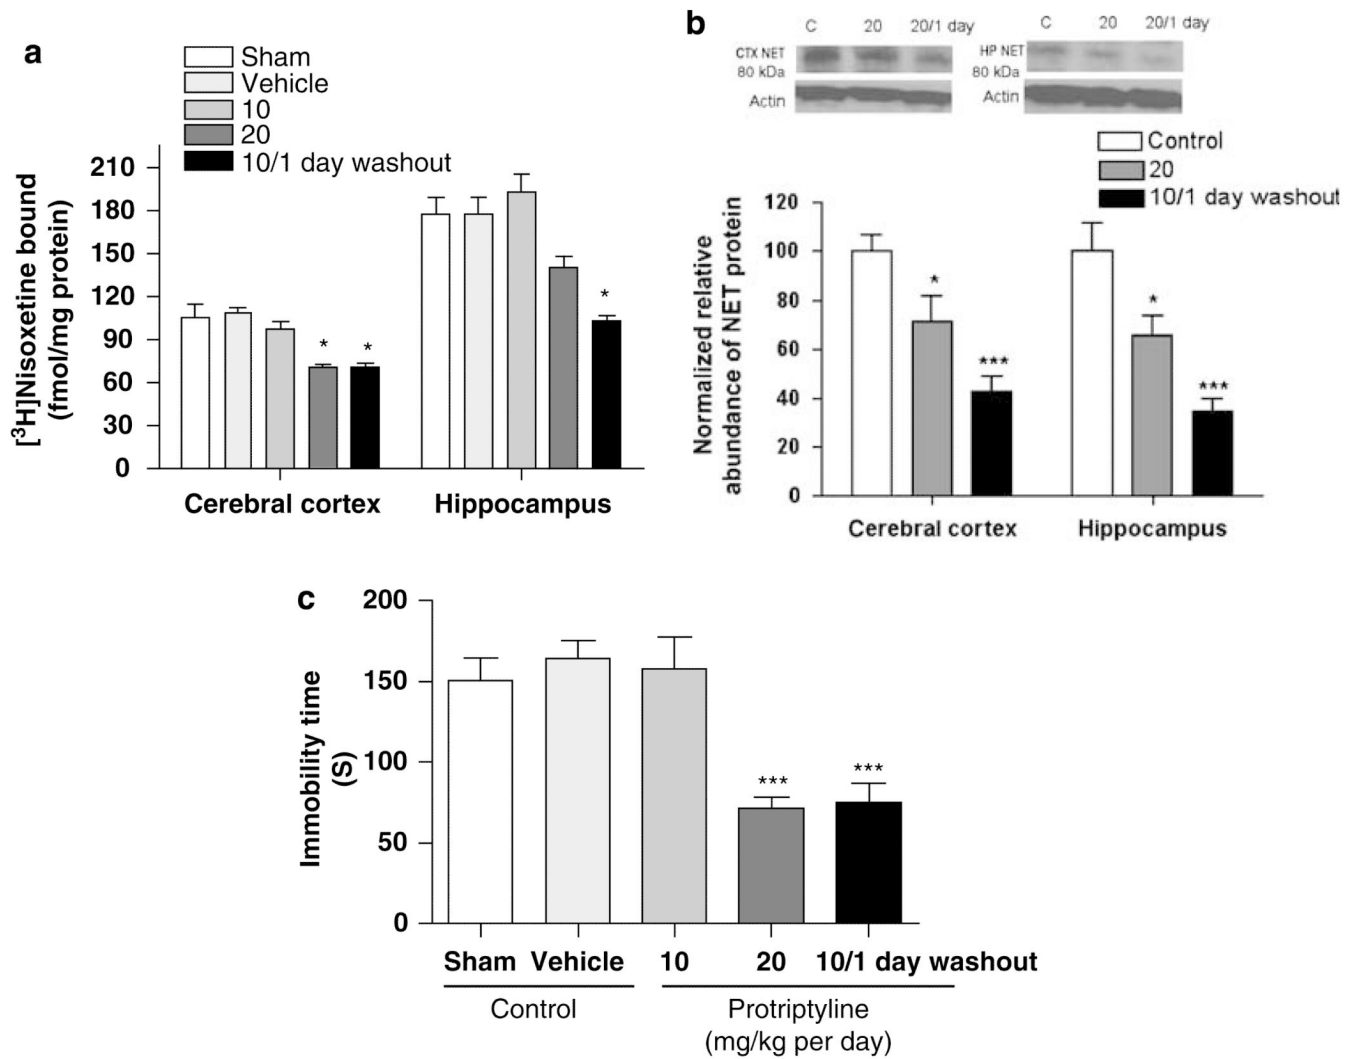 a
Sham
Vehicle
10
20
10/1 day washout
[³H]Nisoxetine bound
(fmol/mg protein)
210
180
150
120
90
60
30
0
*
*
*
Cerebral cortex
Hippocampus
b
C 20 20/1 day
CTX NET
80 kDa
Actin
C 20 20/1 day
HP NET
80 kDa
Actin
Control
20
10/1 day washout
Normalized relative
abundance of NET protein
120
100
80
60
40
20
0
*
***
*
***
Cerebral cortex
Hippocampus
c
Immobility time
(S)
200
150
100
50
0
***
***
Sham Vehicle 10 20 10/1 day washout
Control
Protriptyline
(mg/kg per day)